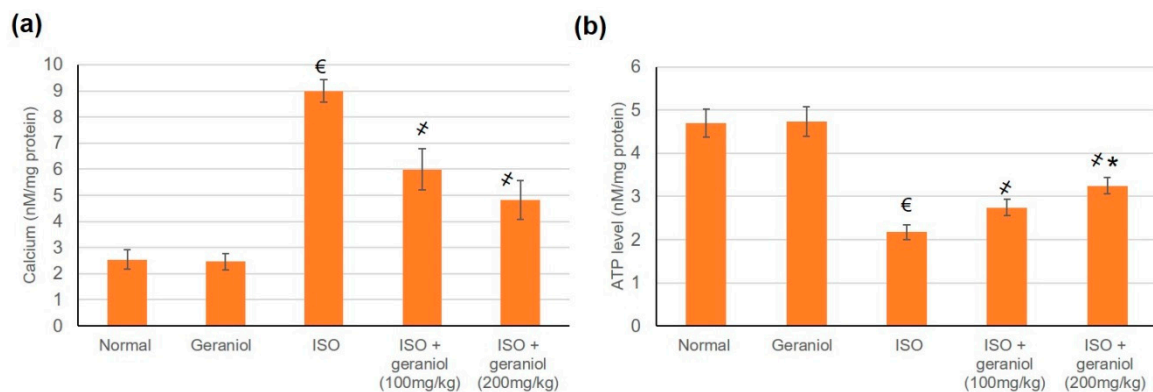 (a)
Calcium (nM/mg protein)
10
9
8
7
6
5
4
3
2
1
0
€
≠
≠
Normal
Geraniol
ISO
ISO +
geraniol
(100mg/kg)
ISO +
geraniol
(200mg/kg)
(b)
ATP level (nM/mg protein)
6
5
4
3
2
1
0
€
≠
≠ *
Normal
Geraniol
ISO
ISO +
geraniol
(100mg/kg)
ISO +
geraniol
(200mg/kg)